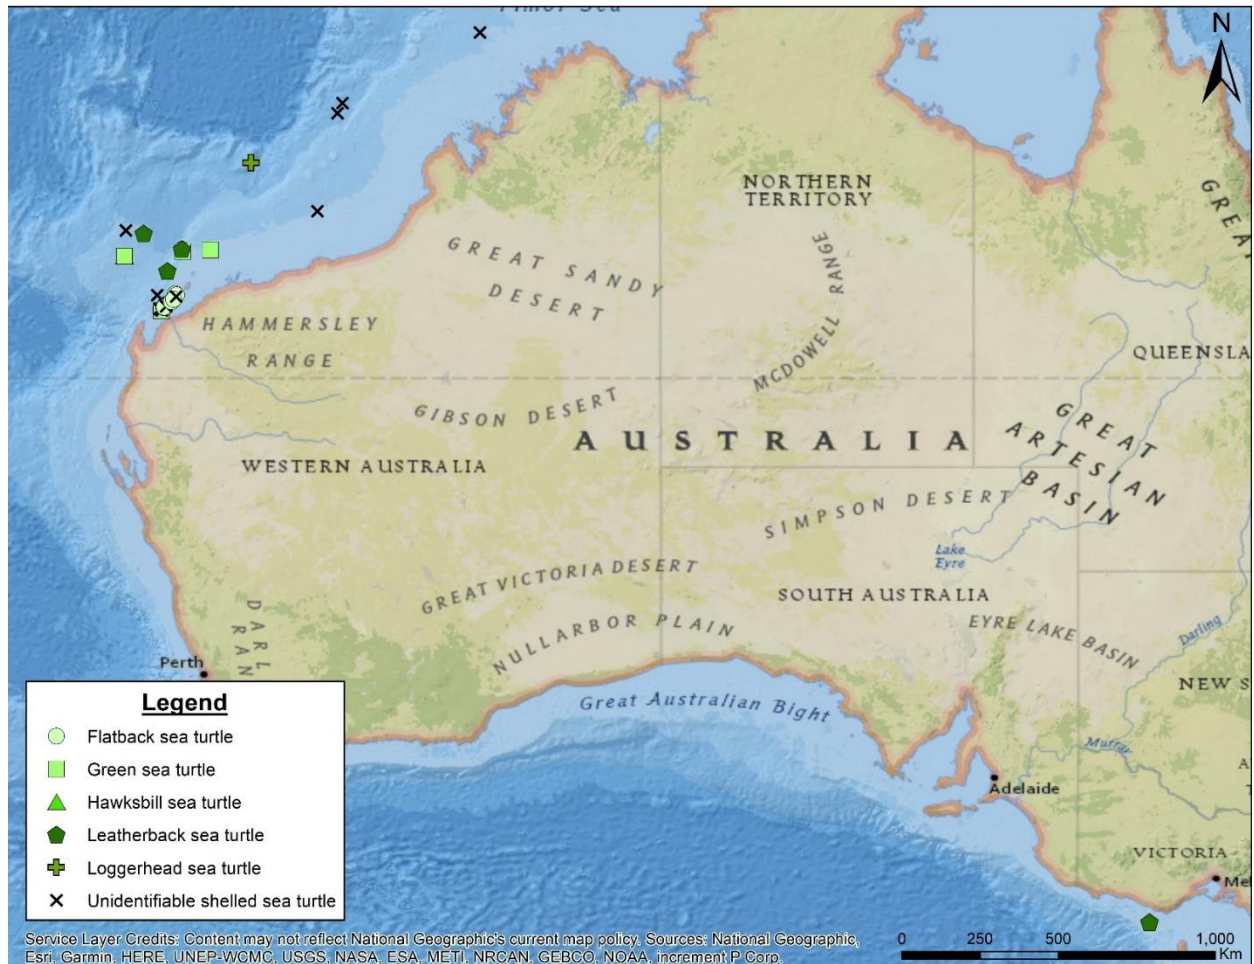 Timor Sea
N
NORTHERN
TERRITORY
GREAT SANDY
DESERT
HAMMERSLEY
RANGE
MCDOWELL RANGE
QUEENSLA
GIBSON DESERT
AUSTRALIA
GREAT
ARTESIAN
BASIN
WESTERN AUSTRALIA
SIMPSON DESERT
Lake
Eyre
GREAT VICTORIA DESERT
SOUTH AUSTRALIA
NULLARBOR PLAIN
EYRE LAKE BASIN
Darling
DARL
RAN
Perth
NEW S
Great Australian Bight
Murray
Adelaide
VICTORIA
Mel
GREA
Legend
Flatback sea turtle
Green sea turtle
Hawksbill sea turtle
Leatherback sea turtle
Loggerhead sea turtle
Unidentifiable shelled sea turtle
Service Layer Credits: Content may not reflect National Geographic's current map policy. Sources: National Geographic,
Esri, Garmin, HERE, UNEP-WCMC, USGS, NASA, ESA, METI, NRCAN, GEBCO, NOAA, increment P Corp.
0 250 500 1,000
Km